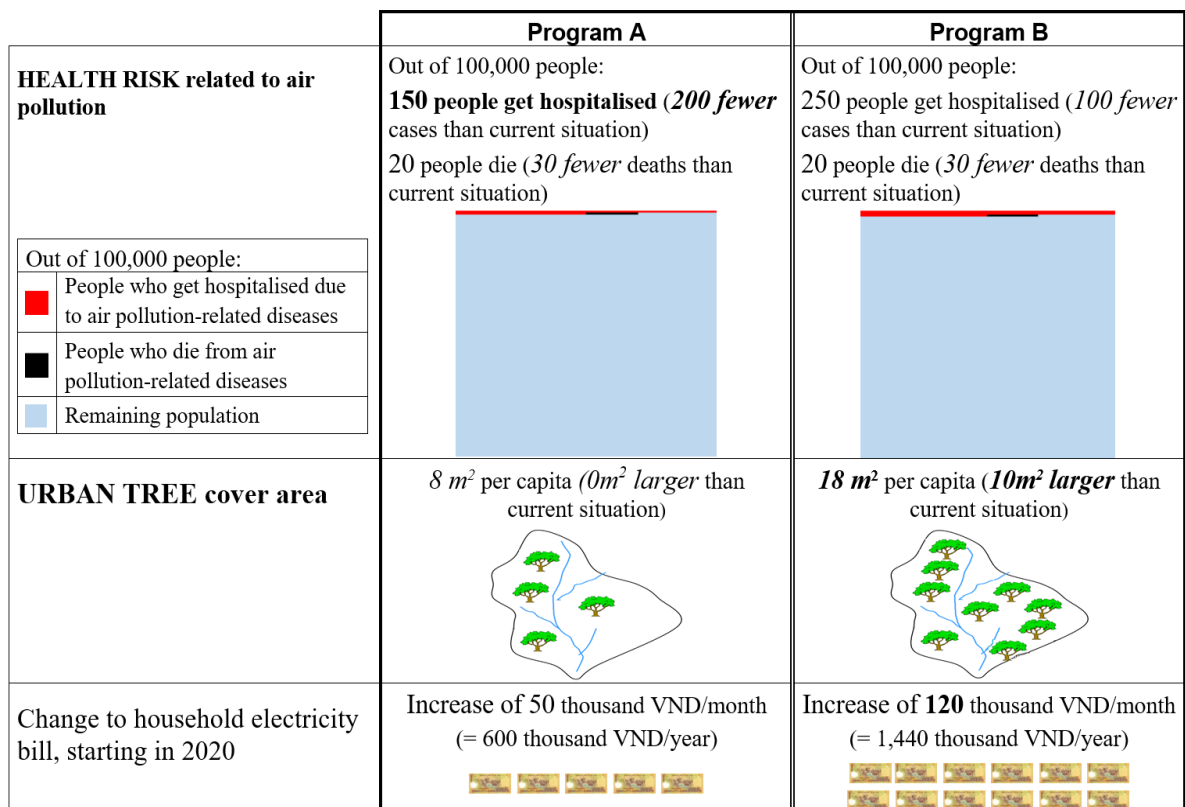 Program A
Program B
HEALTH RISK related to air
pollution
Out of 100,000 people:
150 people get hospitalised (200 fewer
cases than current situation)
20 people die (30 fewer deaths than
current situation)
Out of 100,000 people:
250 people get hospitalised (100 fewer
cases than current situation)
20 people die (30 fewer deaths than
current situation)
Out of 100,000 people:
People who get hospitalised due
to air pollution-related diseases
People who die from air
pollution-related diseases
Remaining population
URBAN TREE cover area
8 m² per capita (0m² larger than
current situation)
18 m² per capita (10m² larger than
current situation)
Change to household electricity
bill, starting in 2020
Increase of 50 thousand VND/month
(= 600 thousand VND/year)
Increase of 120 thousand VND/month
(= 1,440 thousand VND/year)